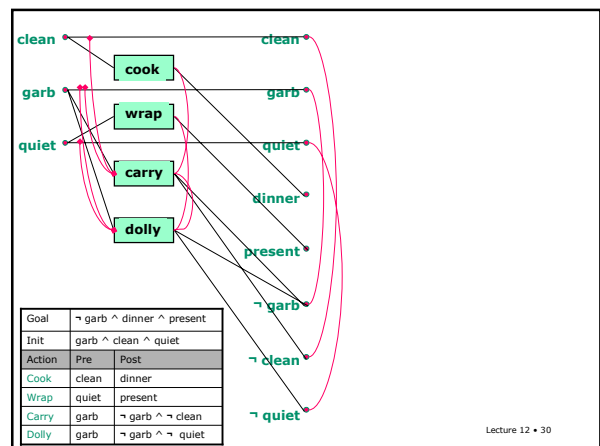 clean
clean
cook
garb
garb
wrap
quiet
quiet
carry
dinner
dolly
present
¬ garb
¬ clean
¬ quiet
Goal ¬ garb ^ dinner ^ present
Init garb ^ clean ^ quiet
Action Pre Post
Cook clean dinner
Wrap quiet present
Carry garb ¬ garb ^ ¬ clean
Dolly garb ¬ garb ^ ¬ quiet
Lecture 12 • 30